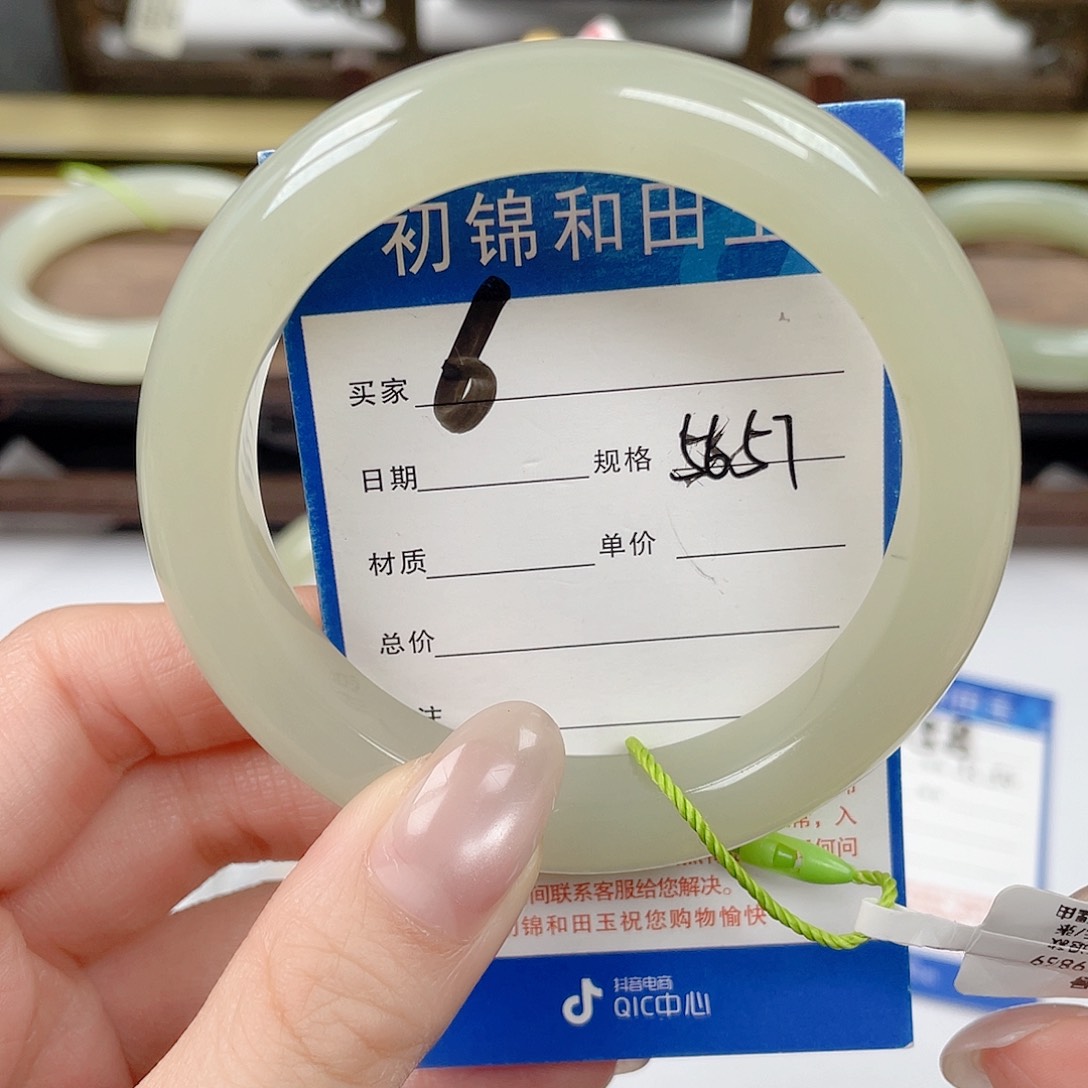 初锦和田玉
买家 6
日期 规格 5657
材质 单价
总价
注
席，入
何问
间联系客服给您解决。
初锦和田玉祝您购物愉快
抖音电商
QIC中心